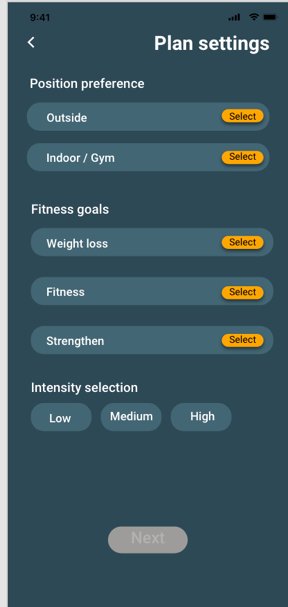 9:41
Plan settings
Position preference
Outside Select
Indoor / Gym Select
Fitness goals
Weight loss Select
Fitness Select
Strengthen Select
Intensity selection
Low Medium High
Next